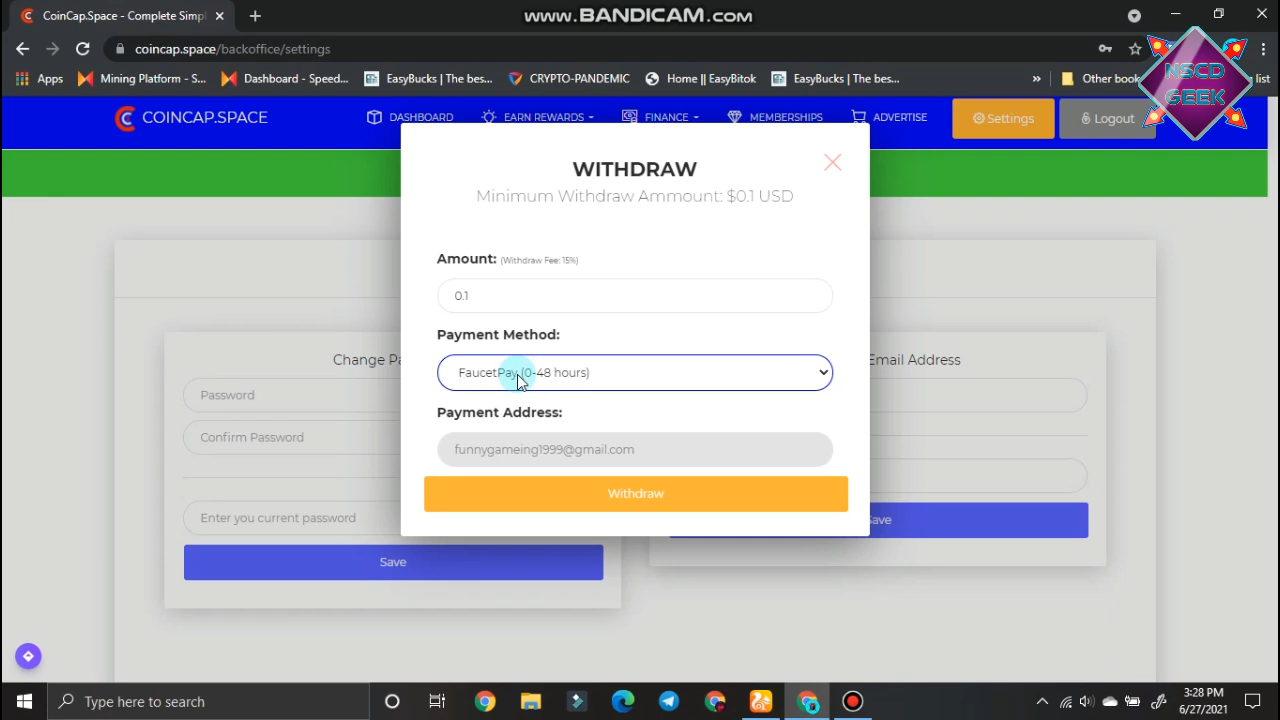 www.BANDICAM.com
CoinCap.Space - Complete Simpl
coincap.space/backoffice/settings
NSCD GEEK
Apps
Mining Platform - S...
Dashboard - Speed...
EasyBucks | The bes...
CRYPTO-PANDEMIC
Home || EasyBitok
EasyBucks | The bes...
»
Other book
list
COINCAP.SPACE
DASHBOARD
EARN REWARDS
FINANCE
MEMBERSHIPS
ADVERTISE
Settings
Logout
WITHDRAW
Minimum Withdraw Ammount: $0.1 USD
Amount: (Withdraw Fee: 15%)
0.1
Payment Method:
FaucetPay (0-48 hours)
Payment Address:
funnygameing1999@gmail.com
Withdraw
Change Pa
Password
Confirm Password
Enter you current password
Save
Email Address
Save
Type here to search
3:28 PM
6/27/2021